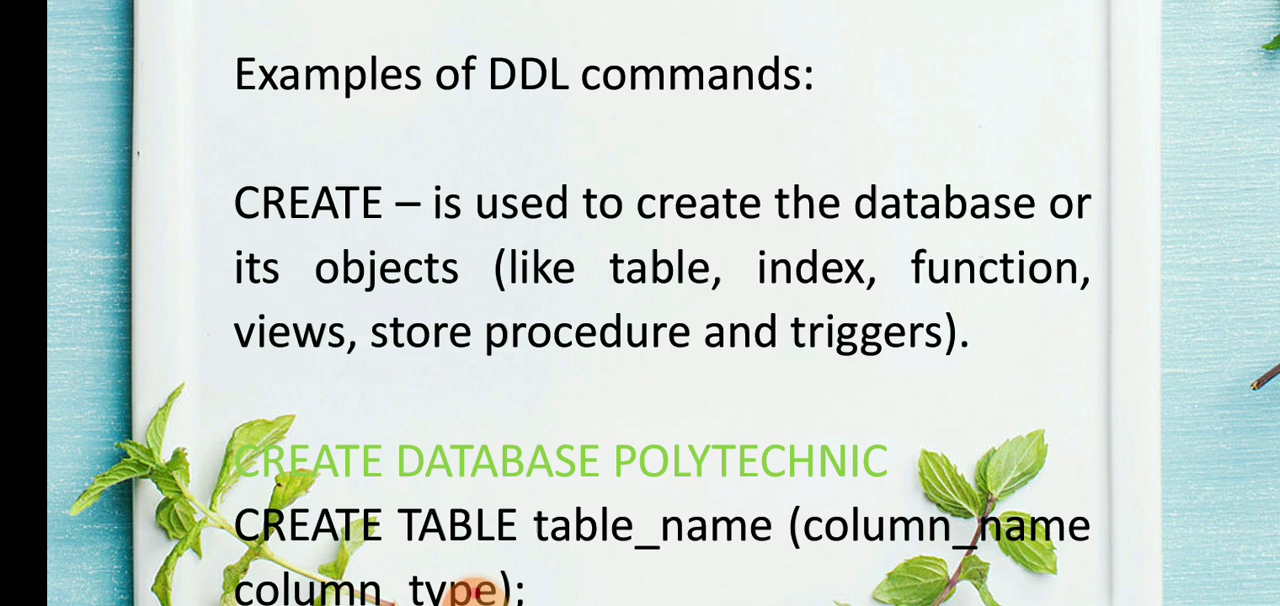 Examples of DDL commands:
CREATE – is used to create the database or
its objects (like table, index, function,
views, store procedure and triggers).
CREATE DATABASE POLYTECHNIC
CREATE TABLE table_name (column_name
column_type);